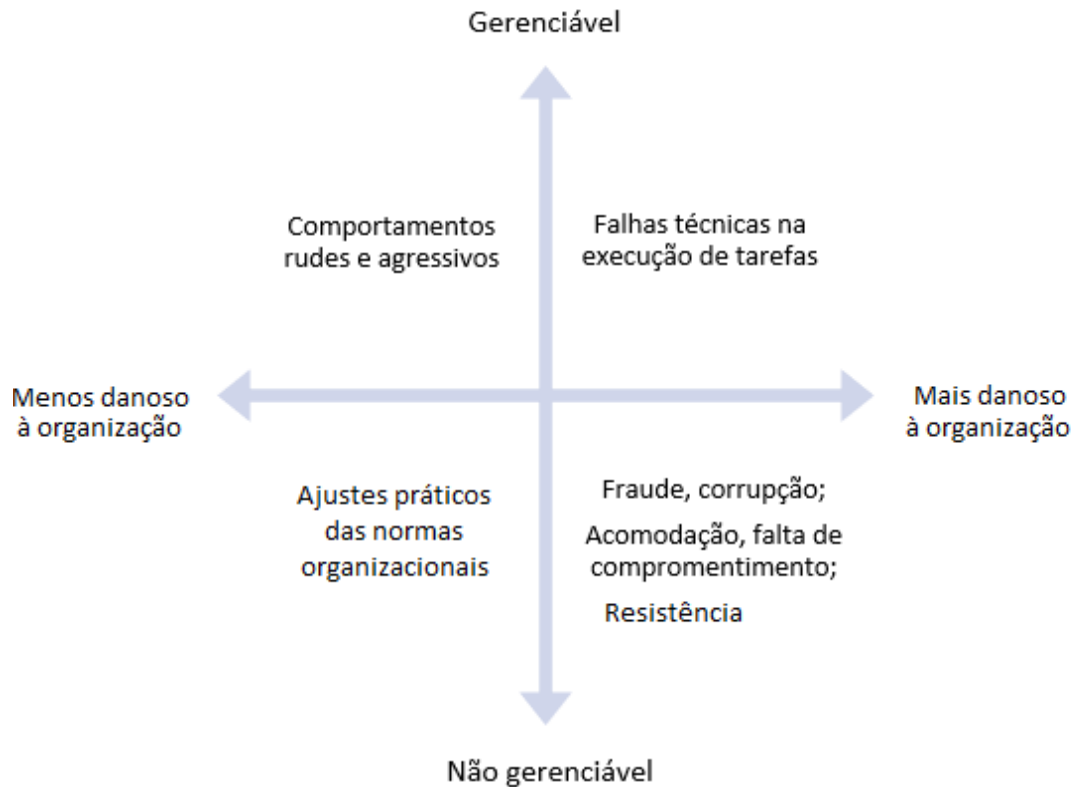 Gerenciável
Comportamentos
rudes e agressivos
Falhas técnicas na
execução de tarefas
Menos danoso
à organização
Mais danoso
à organização
Ajustes práticos
das normas
organizacionais
Fraude, corrupção;
Acomodação, falta de
compromentimento;
Resistência
Não gerenciável